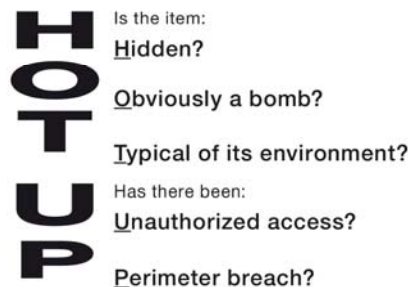 H Is the item:
Hidden?
O Obviously a bomb?
T Typical of its environment?
U Has there been:
Unauthorized access?
P Perimeter breach?